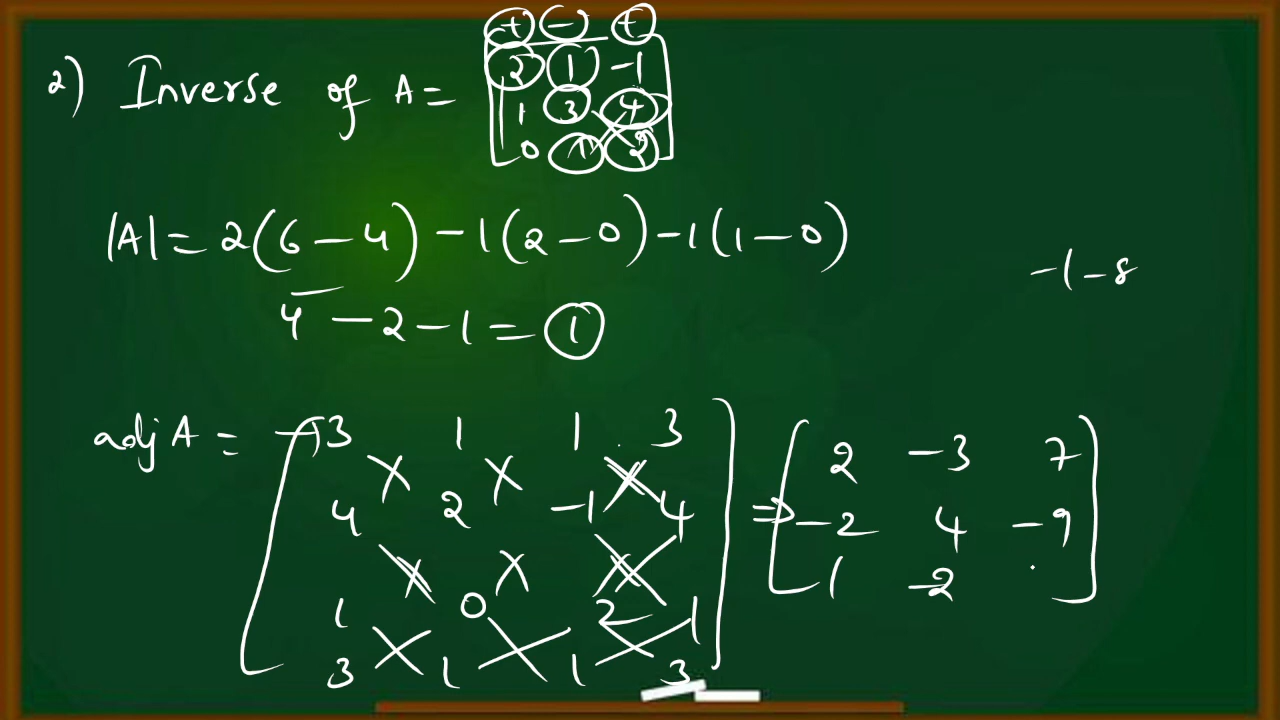 + - +
2) Inverse of A = [ 2 1 -1
1 3 4
0 1 2 ]
|A| = 2(6 - 4) - 1(2 - 0) - 1(1 - 0)
-1 - 8
4 - 2 - 1 = 1
adj A = [ 3 1 1 3
4 2 -1 4
1 0 2 1
3 1 1 3 ] => [ 2 -3 7
-2 4 -9
1 -2 ]